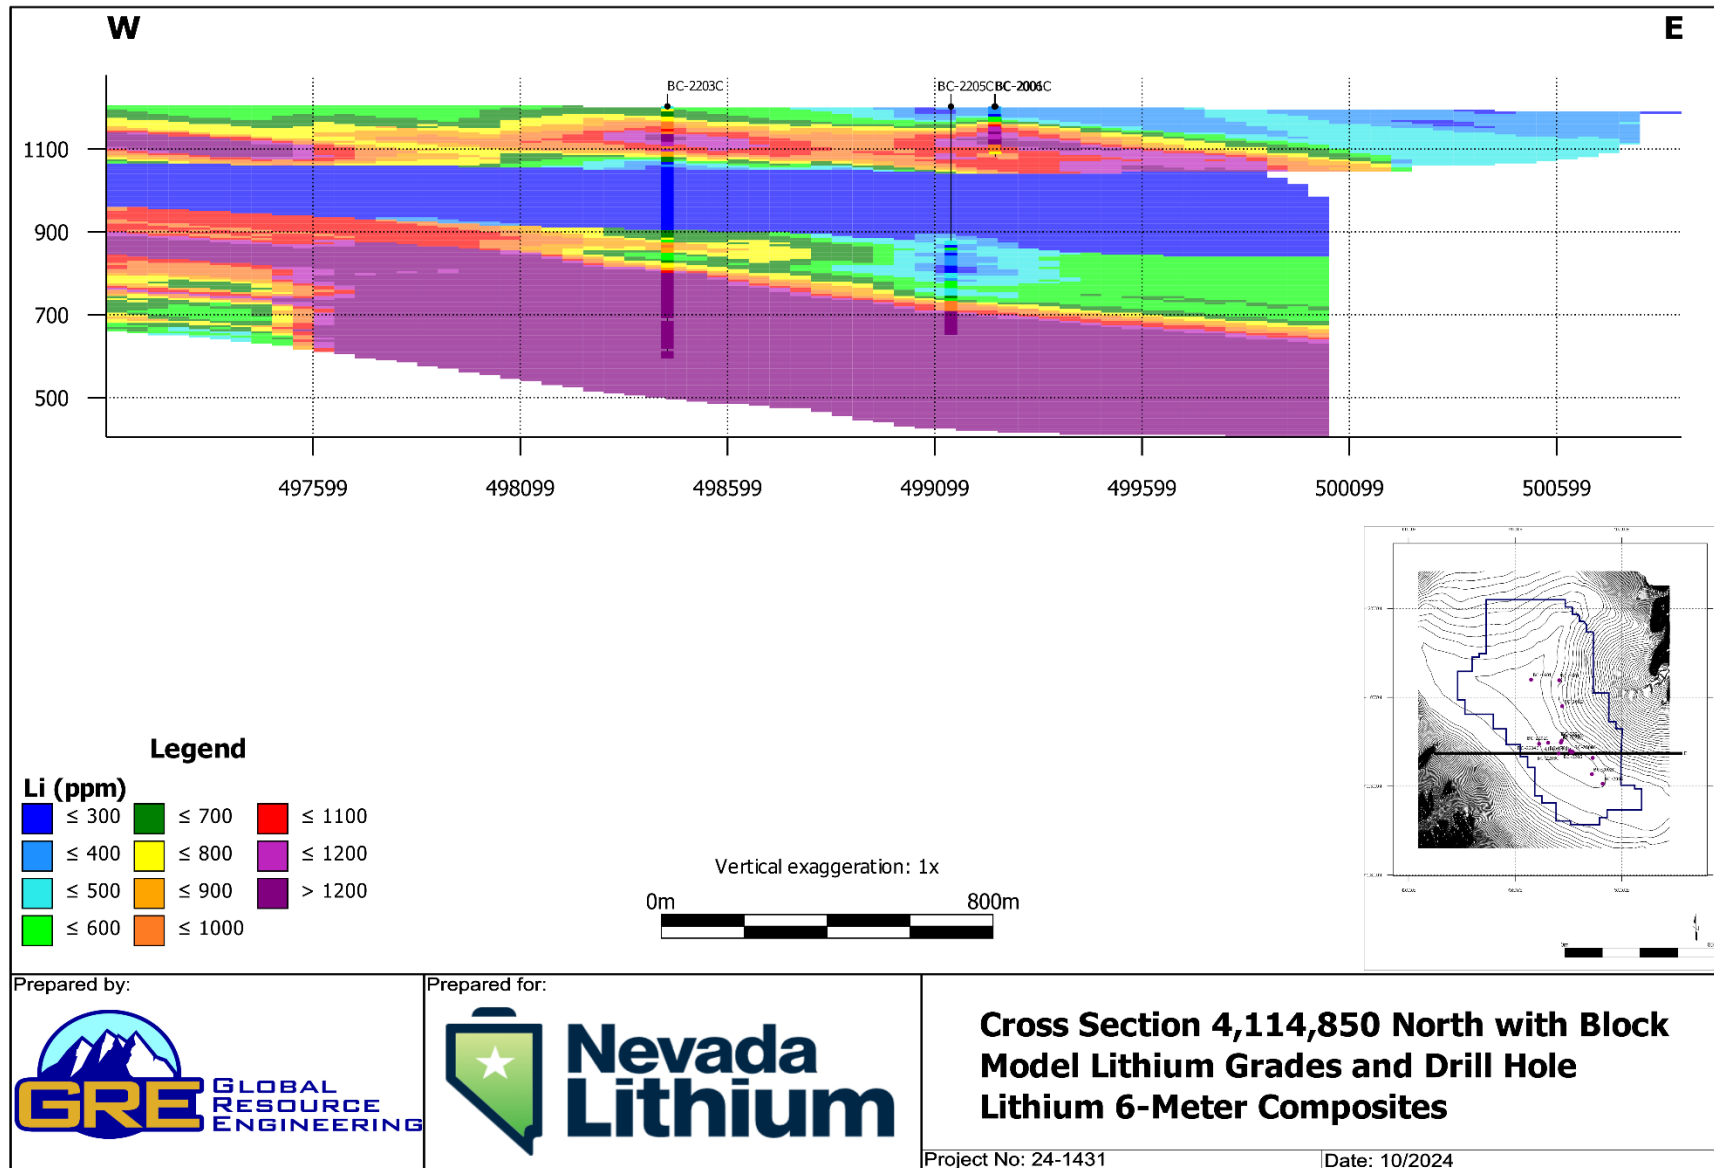 W
E
BC-2203C
BC-2205C
1100
900
700
500
497599
498099
498599
499099
499599
500099
500599
Legend
Li (ppm)
≤ 300
≤ 700
≤ 1100
≤ 400
≤ 800
≤ 1200
≤ 500
≤ 900
> 1200
≤ 600
≤ 1000
Vertical exaggeration: 1x
0m
800m
Prepared by:
GRE GLOBAL
RESOURCE
ENGINEERING
Prepared for:
Nevada
Lithium
Cross Section 4,114,850 North with Block
Model Lithium Grades and Drill Hole
Lithium 6-Meter Composites
Project No: 24-1431
Date: 10/2024